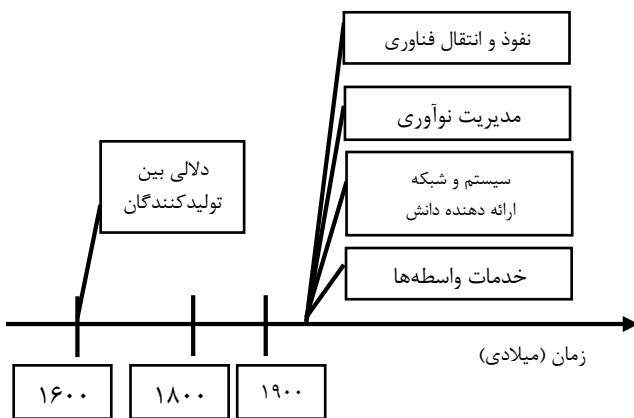 نفوذ و انتقال فناوری
مدیریت نوآوری
دلالی بین
تولیدکنندگان
سیستم و شبکه
ارائه دهنده دانش
خدمات واسطه‌ها
زمان (میلادی)
۱۶۰۰
۱۸۰۰
۱۹۰۰